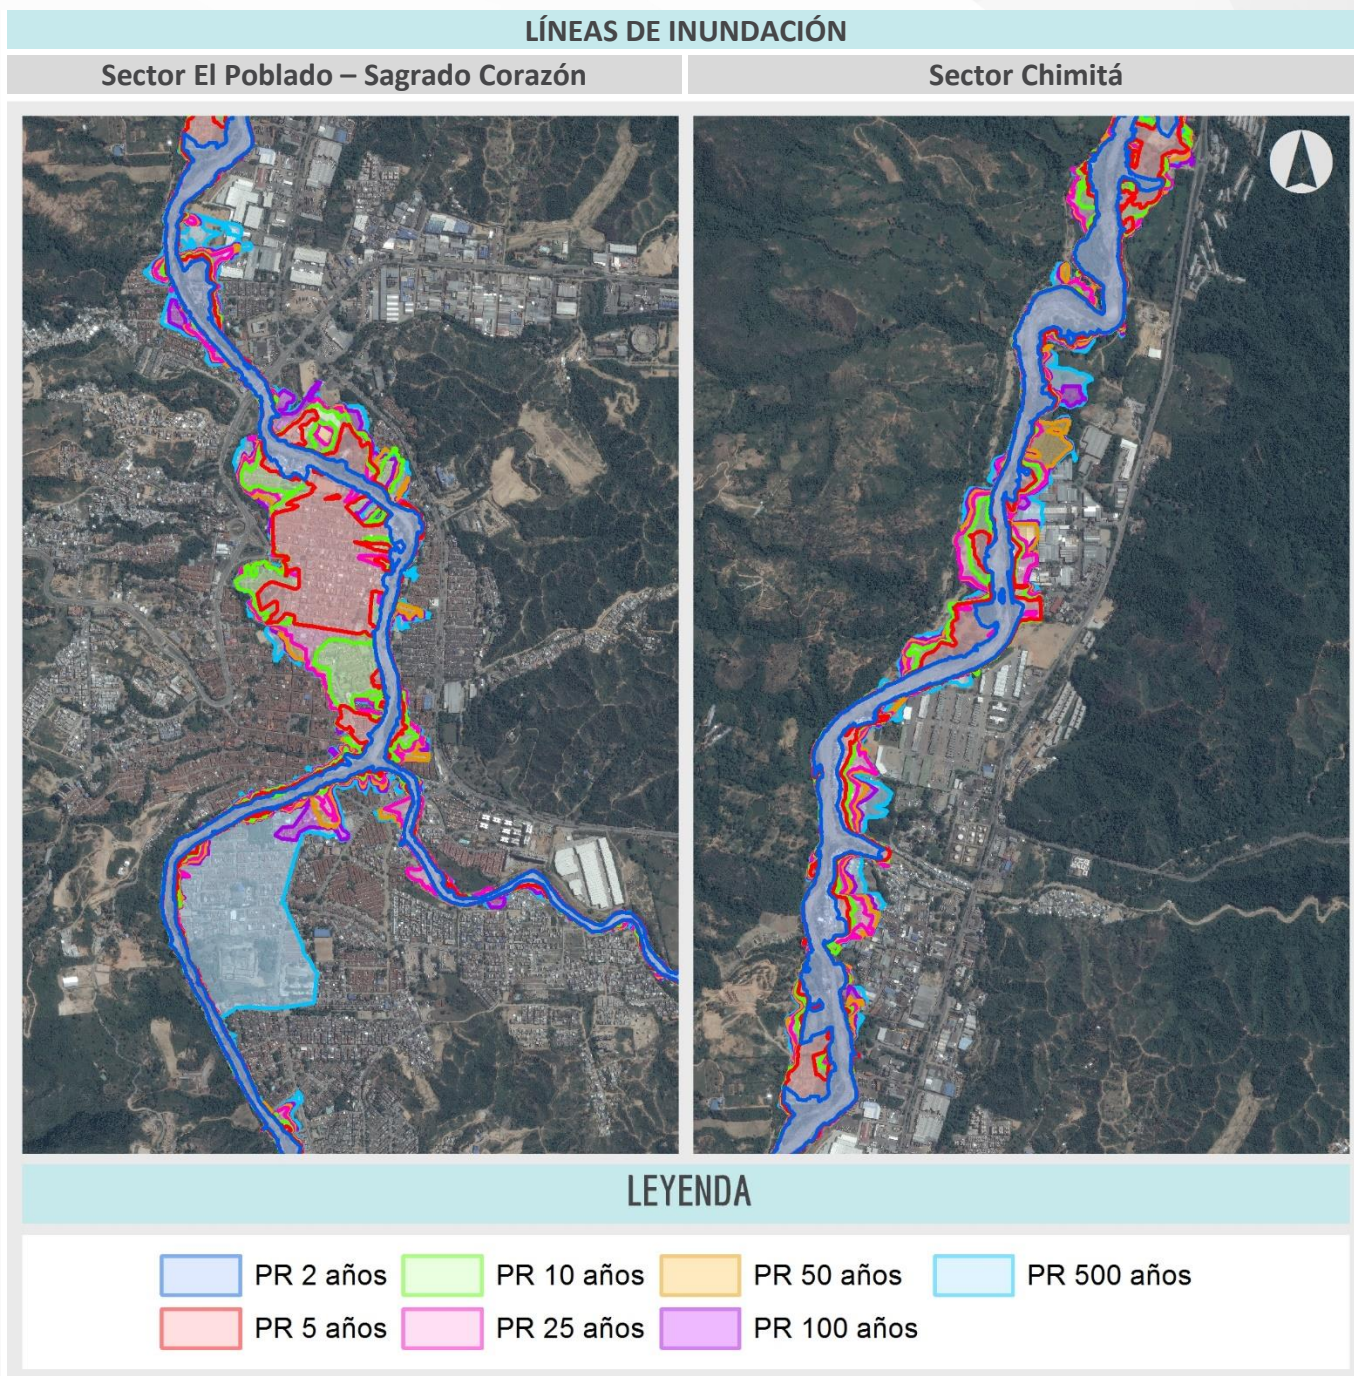 LÍNEAS DE INUNDACIÓN
Sector El Poblado – Sagrado Corazón
Sector Chimitá
LEYENDA
PR 2 años
PR 10 años
PR 50 años
PR 500 años
PR 5 años
PR 25 años
PR 100 años